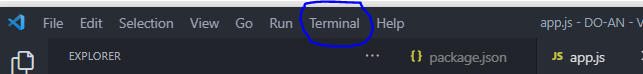 File Edit Selection View Go Run Terminal Help app.js - DO-AN - V
EXPLORER ... {} package.json JS app.js